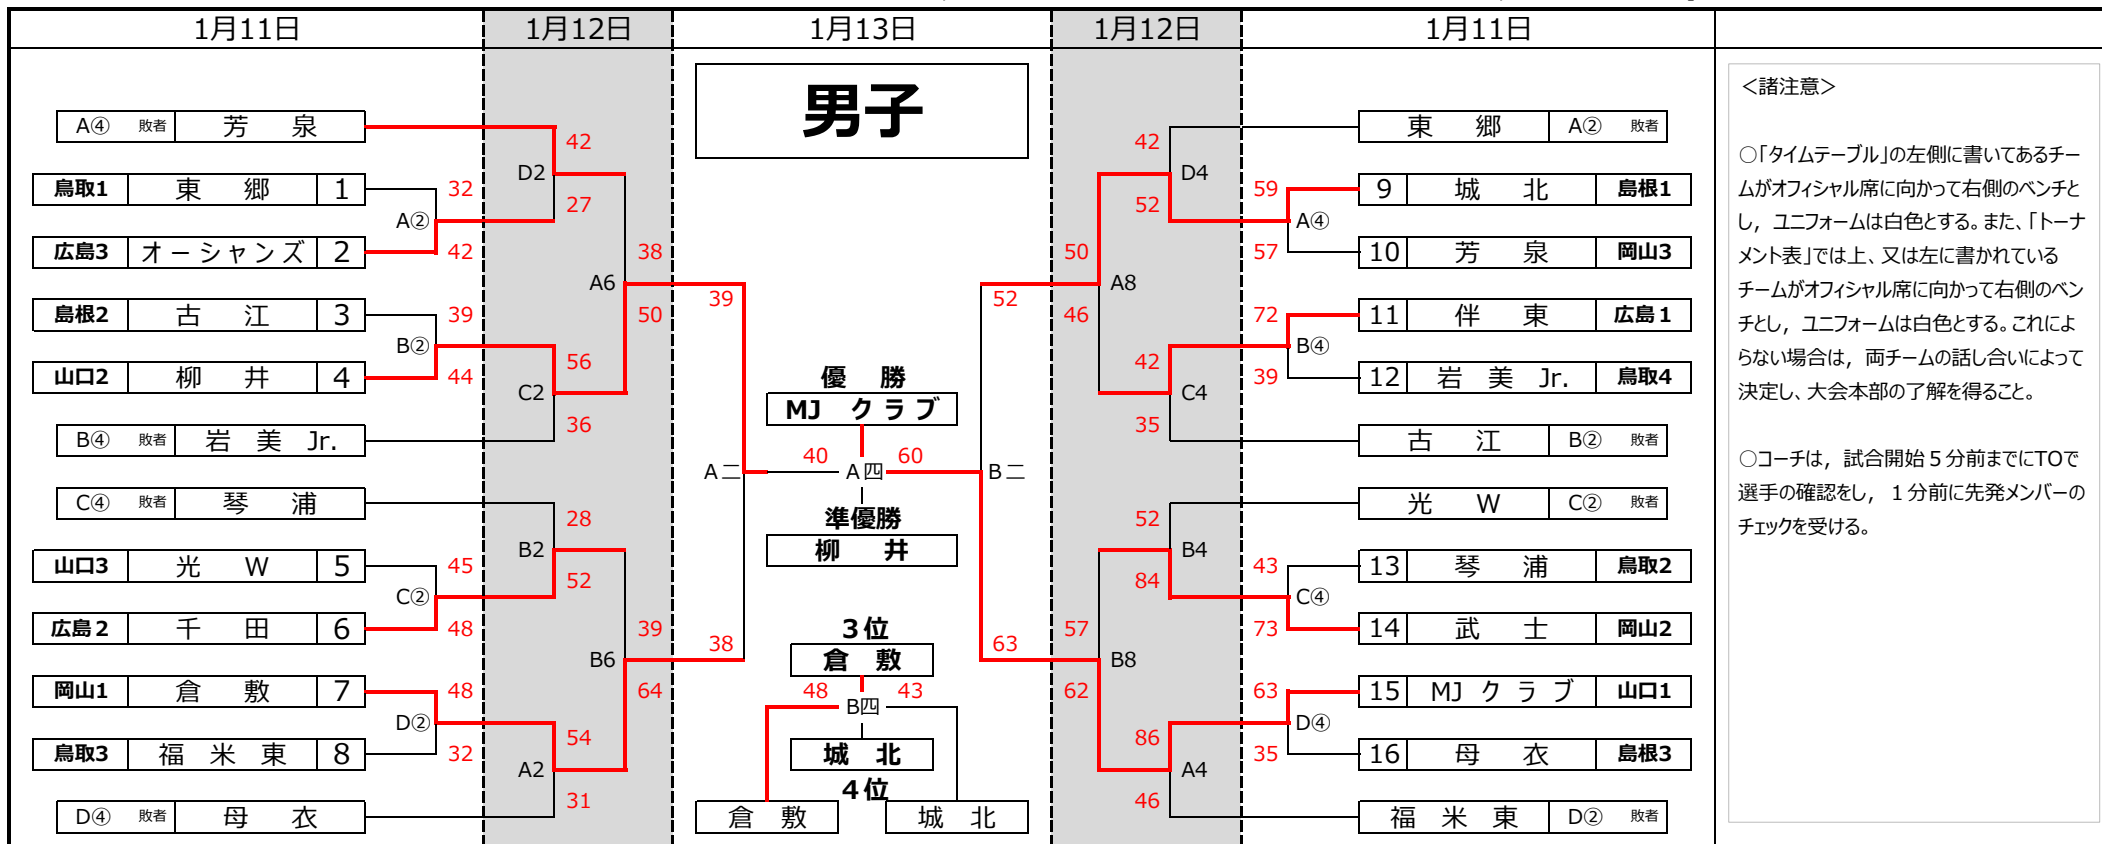 1月11日 1月12日 1月13日 1月12日 1月11日
男子
A④ 敗者 芳 泉
鳥取1 東 郷 1
広島3 オーシャンズ 2
島根2 古 江 3
山口2 柳 井 4
B④ 敗者 岩 美 Jr.
C④ 敗者 琴 浦
山口3 光 W 5
広島2 千 田 6
岡山1 倉 敷 7
鳥取3 福 米 東 8
D④ 敗者 母 衣
32
A②
42
39
B②
44
45
C②
48
48
D②
32
42
D2
27
56
C2
36
28
B2
52
54
A2
31
38
A6
50
39
B6
64
39
A二
38
優 勝
MJ クラブ
40 A四 60
準優勝
柳 井
3位
倉 敷
48 B四 43
城 北
4位
倉 敷 城 北
52
B二
63
50
A8
46
57
B8
62
42
D4
52
42
C4
35
52
B4
84
86
A4
46
59
A④
57
72
B④
39
43
C④
73
63
D④
35
東 郷 A② 敗者
9 城 北 島根1
10 芳 泉 岡山3
11 伴 東 広島1
12 岩 美 Jr. 鳥取4
古 江 B② 敗者
光 W C② 敗者
13 琴 浦 鳥取2
14 武 士 岡山2
15 MJ クラブ 山口1
16 母 衣 島根3
福 米 東 D② 敗者
<諸注意>
○「タイムテーブル」の左側に書いてあるチー
ムがオフィシャル席に向かって右側のベンチと
し，ユニフォームは白色とする。また、「トーナ
メント表」では上、又は左に書かれている
チームがオフィシャル席に向かって右側のベン
チとし，ユニフォームは白色とする。これによ
らない場合は，両チームの話し合いによって
決定し、大会本部の了解を得ること。
○コーチは，試合開始５分前までにTOで
選手の確認をし， １分前に先発メンバーの
チェックを受ける。